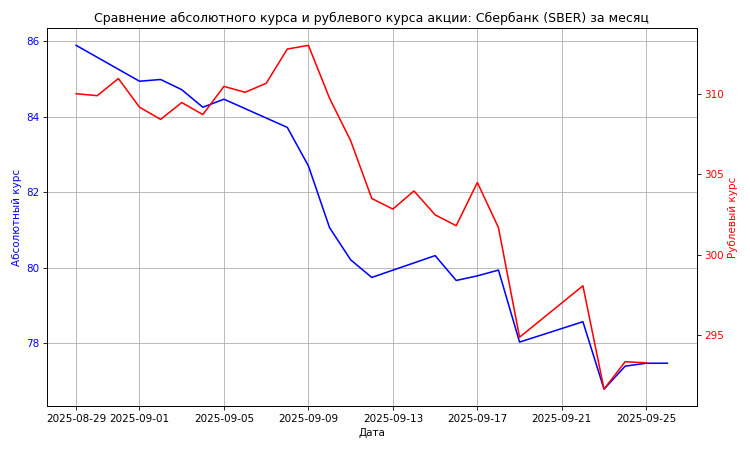 Сравнение абсолютного курса и рублевого курса акции: Сбербанк (SBER) за месяц
Абсолютный курс
86
84
82
80
78
310
305
300
295
Рублевый курс
2025-08-29 2025-09-01 2025-09-05 2025-09-09 2025-09-13 2025-09-17 2025-09-21 2025-09-25
Дата